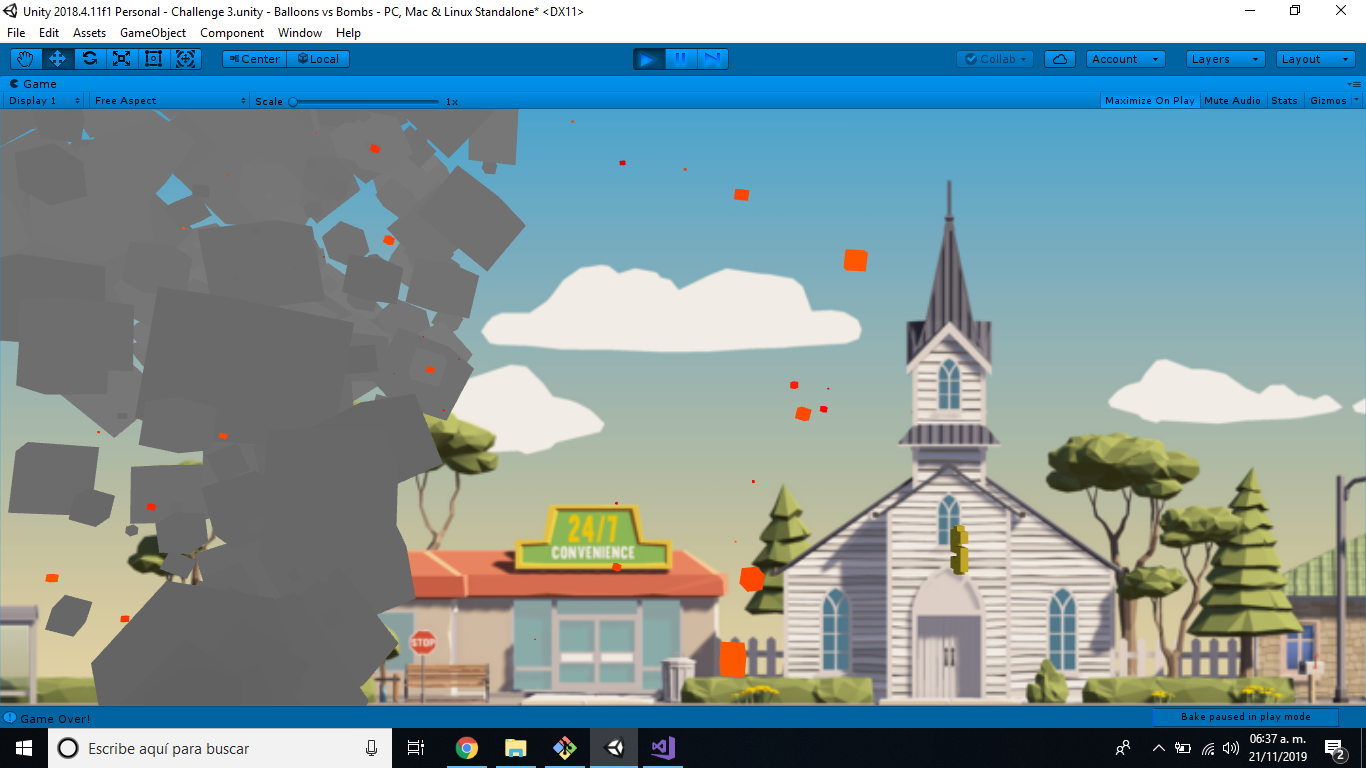 Unity 2018.4.11f1 Personal - Challenge 3.unity - Balloons vs Bombs - PC, Mac & Linux Standalone* <DX11>
File Edit Assets GameObject Component Window Help
Center Local Collab Account Layers Layout
Game
Display 1 Free Aspect Scale 1x Maximize On Play Mute Audio Stats Gizmos
24/7
CONVENIENCE
STOP
Game Over! Bake paused in play mode
Escribe aquí para buscar
06:37 a. m.
21/11/2019
2